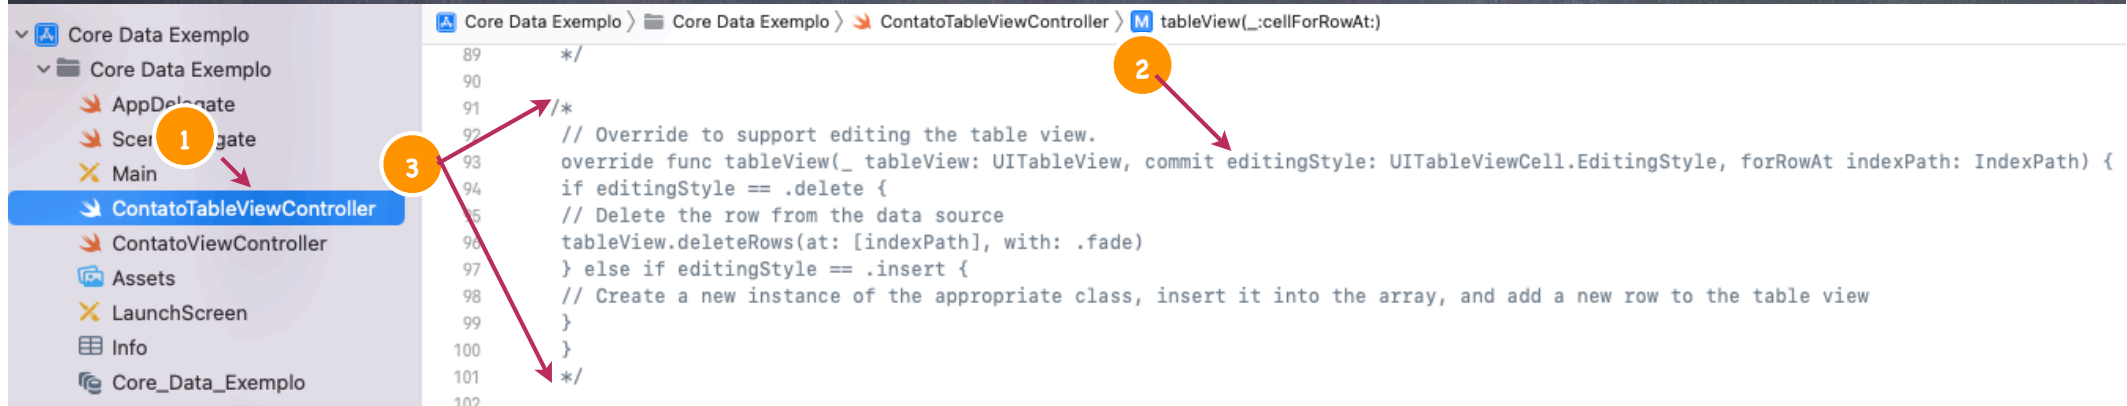 Core Data Exemplo
Core Data Exemplo
AppDelegate
1
Main
ContatoTableViewController
ContatoViewController
Assets
LaunchScreen
Info
Core_Data_Exemplo
Core Data Exemplo 〉 Core Data Exemplo 〉 ContatoTableViewController 〉 M tableView(_:cellForRowAt:)
2
3
89 */
90
91 /*
92 // Override to support editing the table view.
93 override func tableView(_ tableView: UITableView, commit editingStyle: UITableViewCell.EditingStyle, forRowAt indexPath: IndexPath) {
94 if editingStyle == .delete {
95 // Delete the row from the data source
96 tableView.deleteRows(at: [indexPath], with: .fade)
97 } else if editingStyle == .insert {
98 // Create a new instance of the appropriate class, insert it into the array, and add a new row to the table view
99 }
100 }
101 */
102